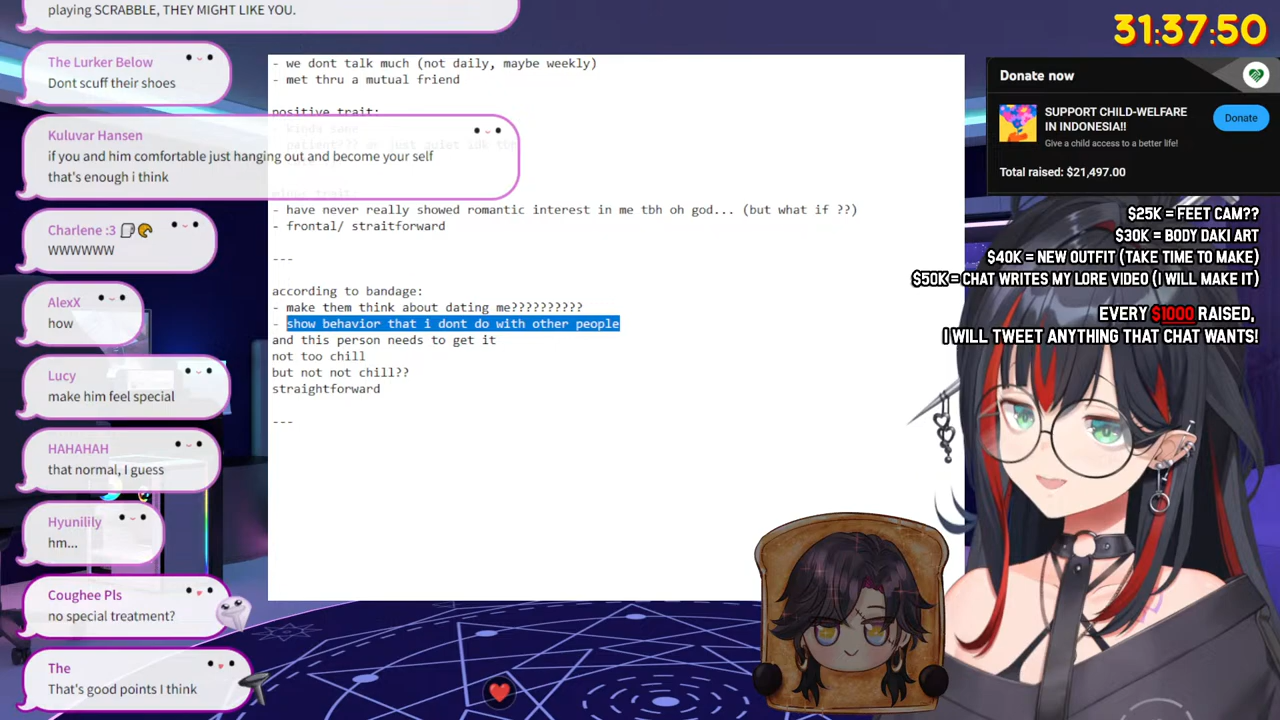 playing SCRABBLE, THEY MIGHT LIKE YOU.
The Lurker Below
Dont scuff their shoes
Kuluvar Hansen
if you and him comfortable just hanging out and become your self
that's enough i think
Charlene :3
WWWWWW
AlexX
how
Lucy
make him feel special
HAHAHAH
that normal, I guess
Hyunilily
hm...
Coughee Pls
no special treatment?
The
That's good points I think
- we dont talk much (not daily, maybe weekly)
- met thru a mutual friend
positive trait:
- have never really showed romantic interest in me tbh oh god... (but what if ??)
- frontal/ straitforward
---
according to bandage:
- make them think about dating me??????????
- show behavior that i dont do with other people
and this person needs to get it
not too chill
but not not chill??
straightforward
---
31:37:50
Donate now
SUPPORT CHILD-WELFARE
IN INDONESIA!!
Give a child access to a better life!
Donate
Total raised: $21,497.00
$25K = FEET CAM??
$30K = BODY DAKI ART
$40K = NEW OUTFIT (TAKE TIME TO MAKE)
$50K = CHAT WRITES MY LORE VIDEO (I WILL MAKE IT)
EVERY $1000 RAISED,
I WILL TWEET ANYTHING THAT CHAT WANTS!